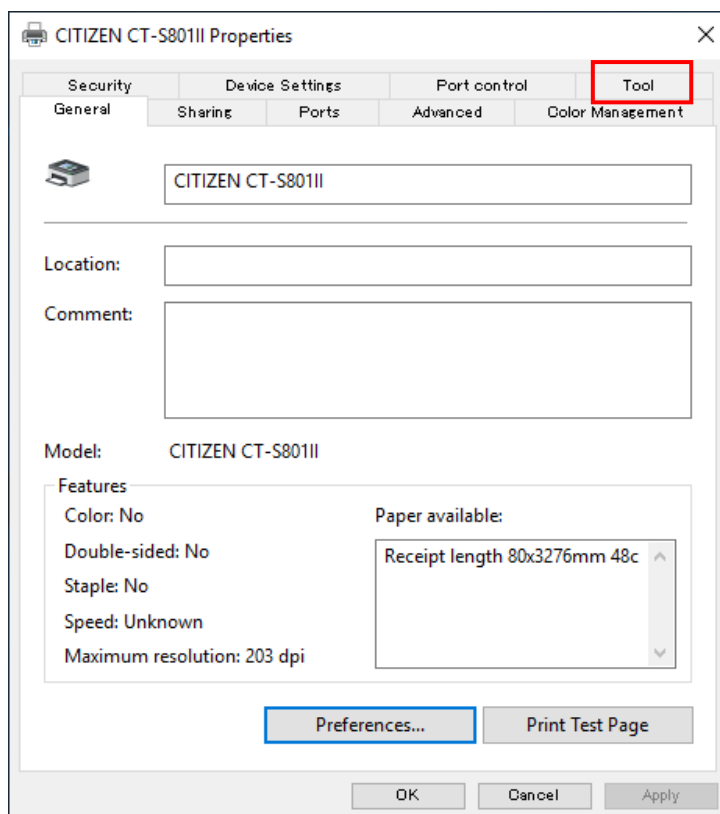 CITIZEN CT-S801II Properties
Security Device Settings Port control Tool
General Sharing Ports Advanced Color Management
CITIZEN CT-S801II
Location:
Comment:
Model: CITIZEN CT-S801II
Features
Color: No
Double-sided: No
Staple: No
Speed: Unknown
Maximum resolution: 203 dpi
Paper available:
Receipt length 80x3276mm 48c
Preferences... Print Test Page
OK Cancel Apply